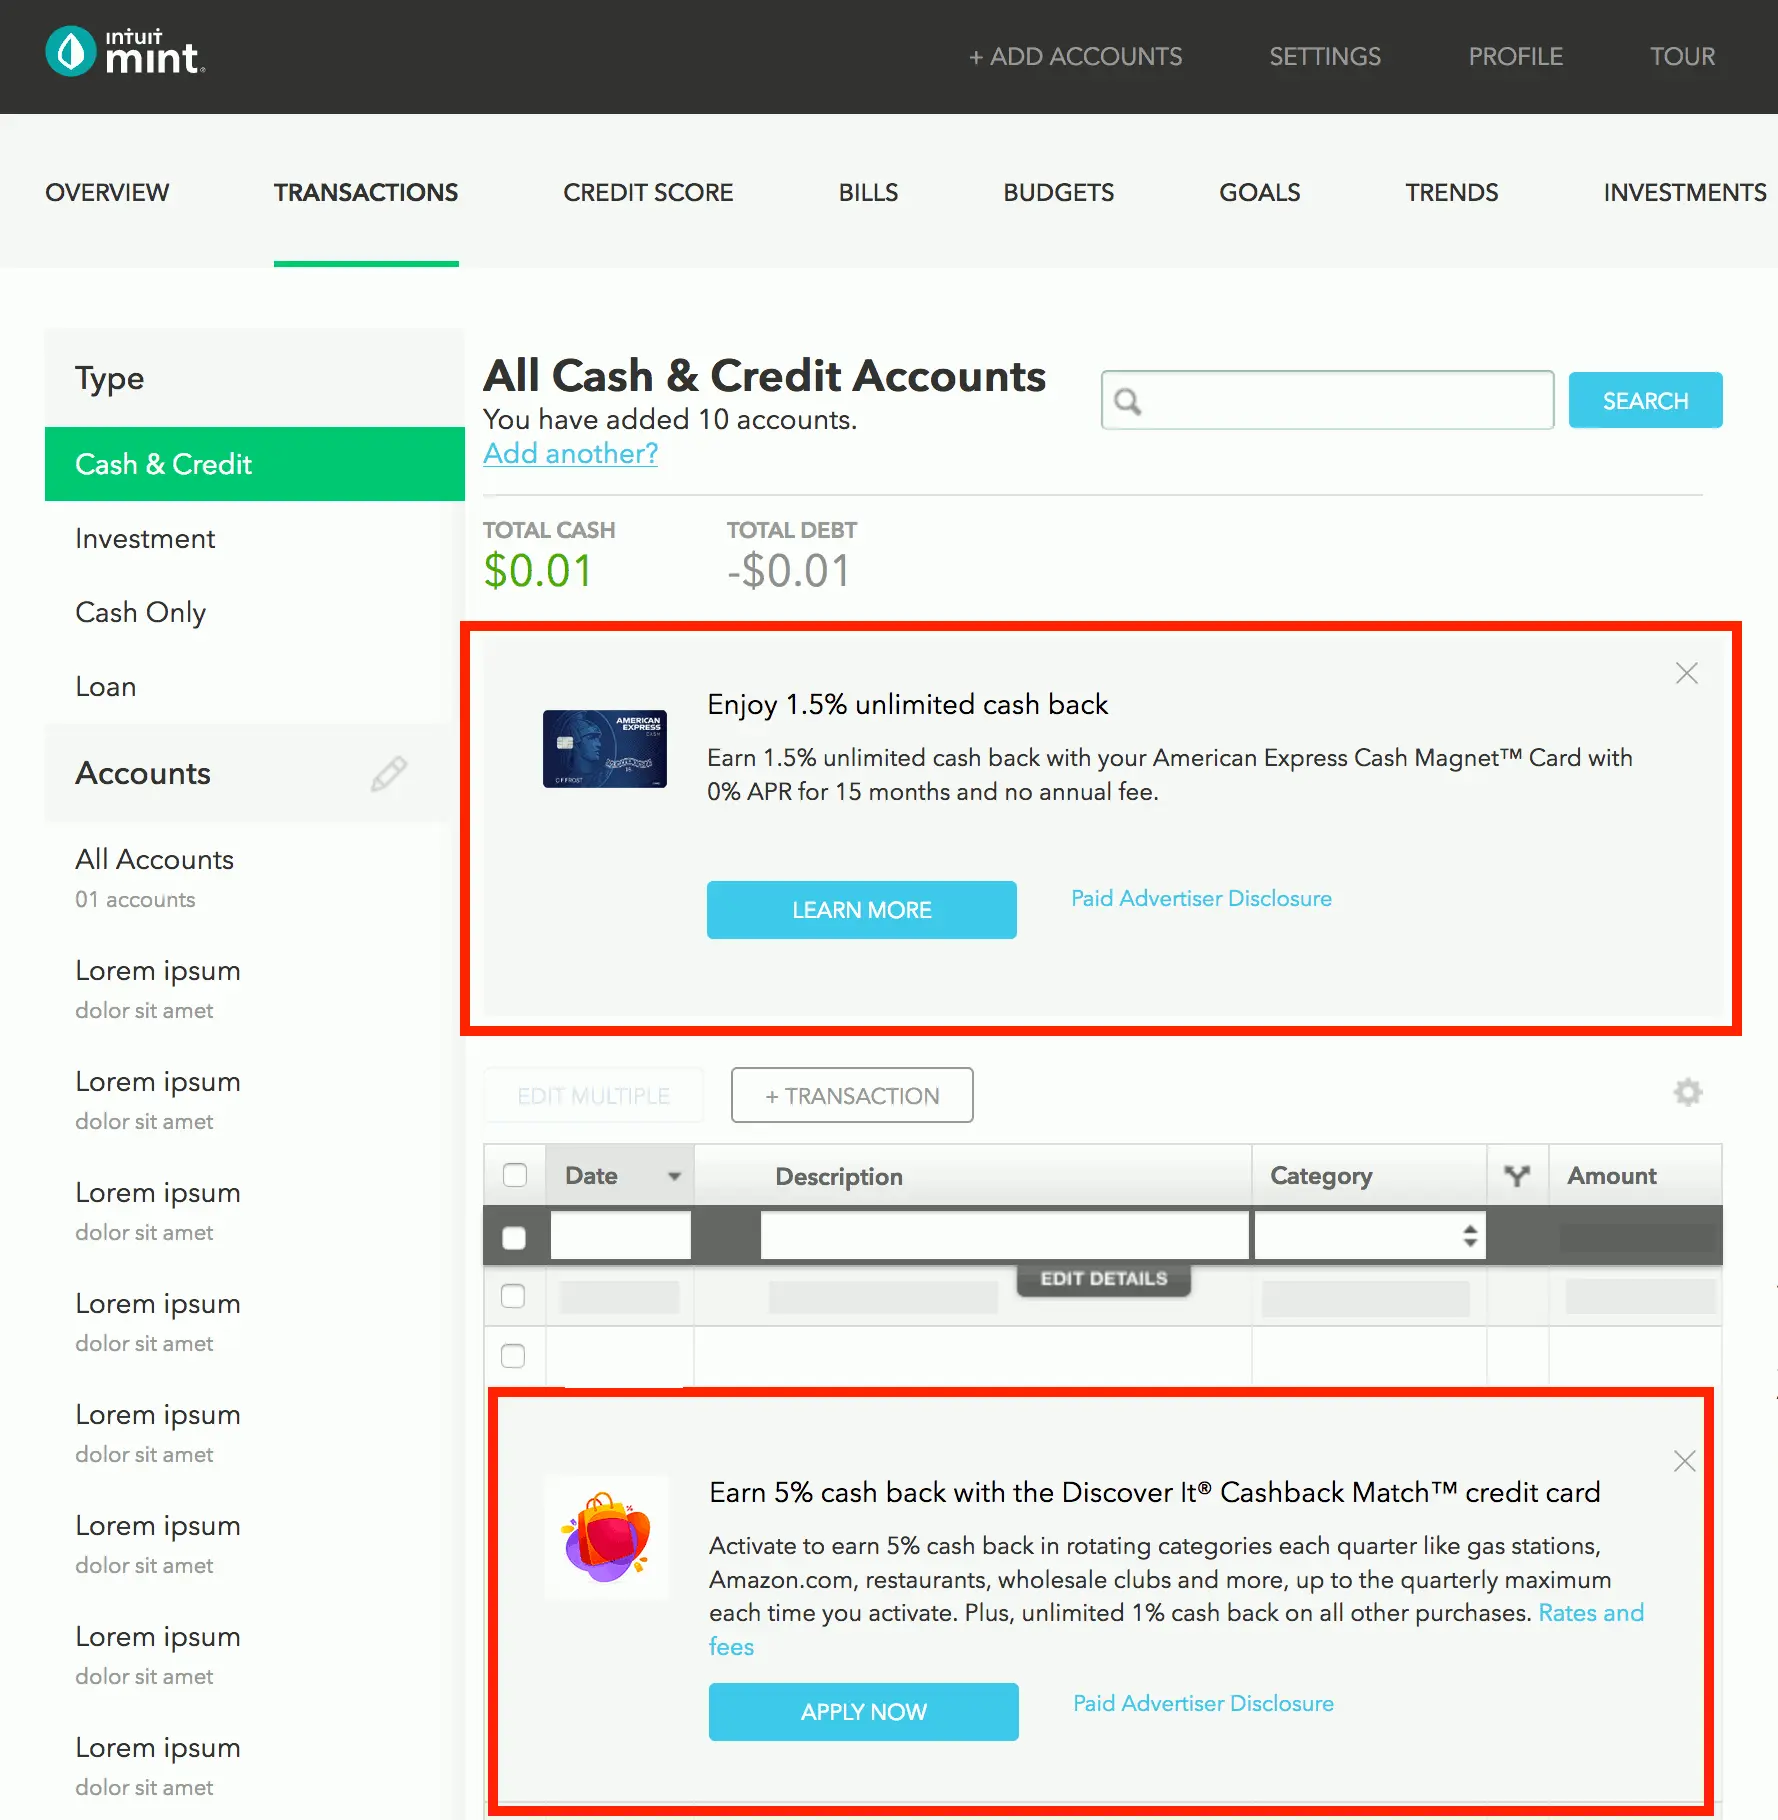 intuit
mint
+ ADD ACCOUNTS
SETTINGS
PROFILE
TOUR
OVERVIEW
TRANSACTIONS
CREDIT SCORE
BILLS
BUDGETS
GOALS
TRENDS
INVESTMENTS
Type
Cash & Credit
Investment
Cash Only
Loan
Accounts
All Accounts
01 accounts
Lorem ipsum
dolor sit amet
Lorem ipsum
dolor sit amet
Lorem ipsum
dolor sit amet
Lorem ipsum
dolor sit amet
Lorem ipsum
dolor sit amet
Lorem ipsum
dolor sit amet
Lorem ipsum
dolor sit amet
Lorem ipsum
dolor sit amet
All Cash & Credit Accounts
You have added 10 accounts.
Add another?
SEARCH
TOTAL CASH
$0.01
TOTAL DEBT
-$0.01
AMERICAN
EXPRESS
CASH
C F FROST
Enjoy 1.5% unlimited cash back
Earn 1.5% unlimited cash back with your American Express Cash Magnet™ Card with
0% APR for 15 months and no annual fee.
LEARN MORE
Paid Advertiser Disclosure
EDIT MULTIPLE
+ TRANSACTION
Date
Description
Category
Amount
EDIT DETAILS
Earn 5% cash back with the Discover It® Cashback Match™ credit card
Activate to earn 5% cash back in rotating categories each quarter like gas stations,
Amazon.com, restaurants, wholesale clubs and more, up to the quarterly maximum
each time you activate. Plus, unlimited 1% cash back on all other purchases. Rates and
fees
APPLY NOW
Paid Advertiser Disclosure